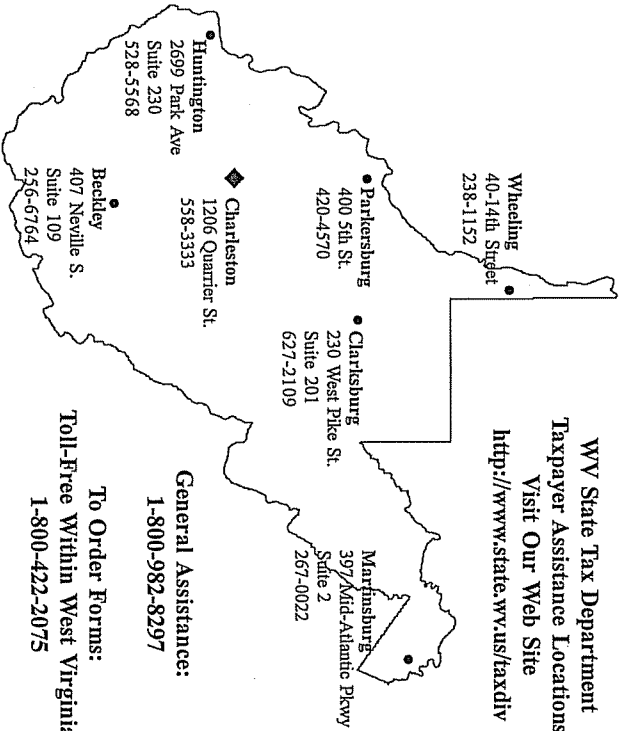 WV State Tax Department
Taxpayer Assistance Locations
Visit Our Web Site
http://www.state.wv.us/taxdiv
Wheeling
40-14th Street
238-1152
Parkersburg
400 5th St.
420-4570
Clarksburg
230 West Pike St.
Suite 201
627-2109
Martinsburg
397 Mid-Atlantic Pkwy
Suite 2
267-0022
Huntington
2699 Park Ave
Suite 230
528-5568
Charleston
1206 Quarrier St.
558-3333
Beckley
407 Neville S.
Suite 109
256-6764
General Assistance:
1-800-982-8297
To Order Forms:
Toll-Free Within West Virginia
1-800-422-2075